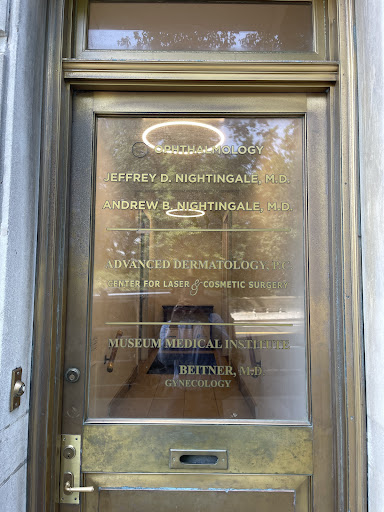 OPHTHALMOLOGY
JEFFREY D. NIGHTINGALE, M.D.
ANDREW B. NIGHTINGALE, M.D.
ADVANCED DERMATOLOGY, P.C.
CENTER FOR LASER & COSMETIC SURGERY
MUSEUM MEDICAL INSTITUTE
BEITNER, M.D
GYNECOLOGY